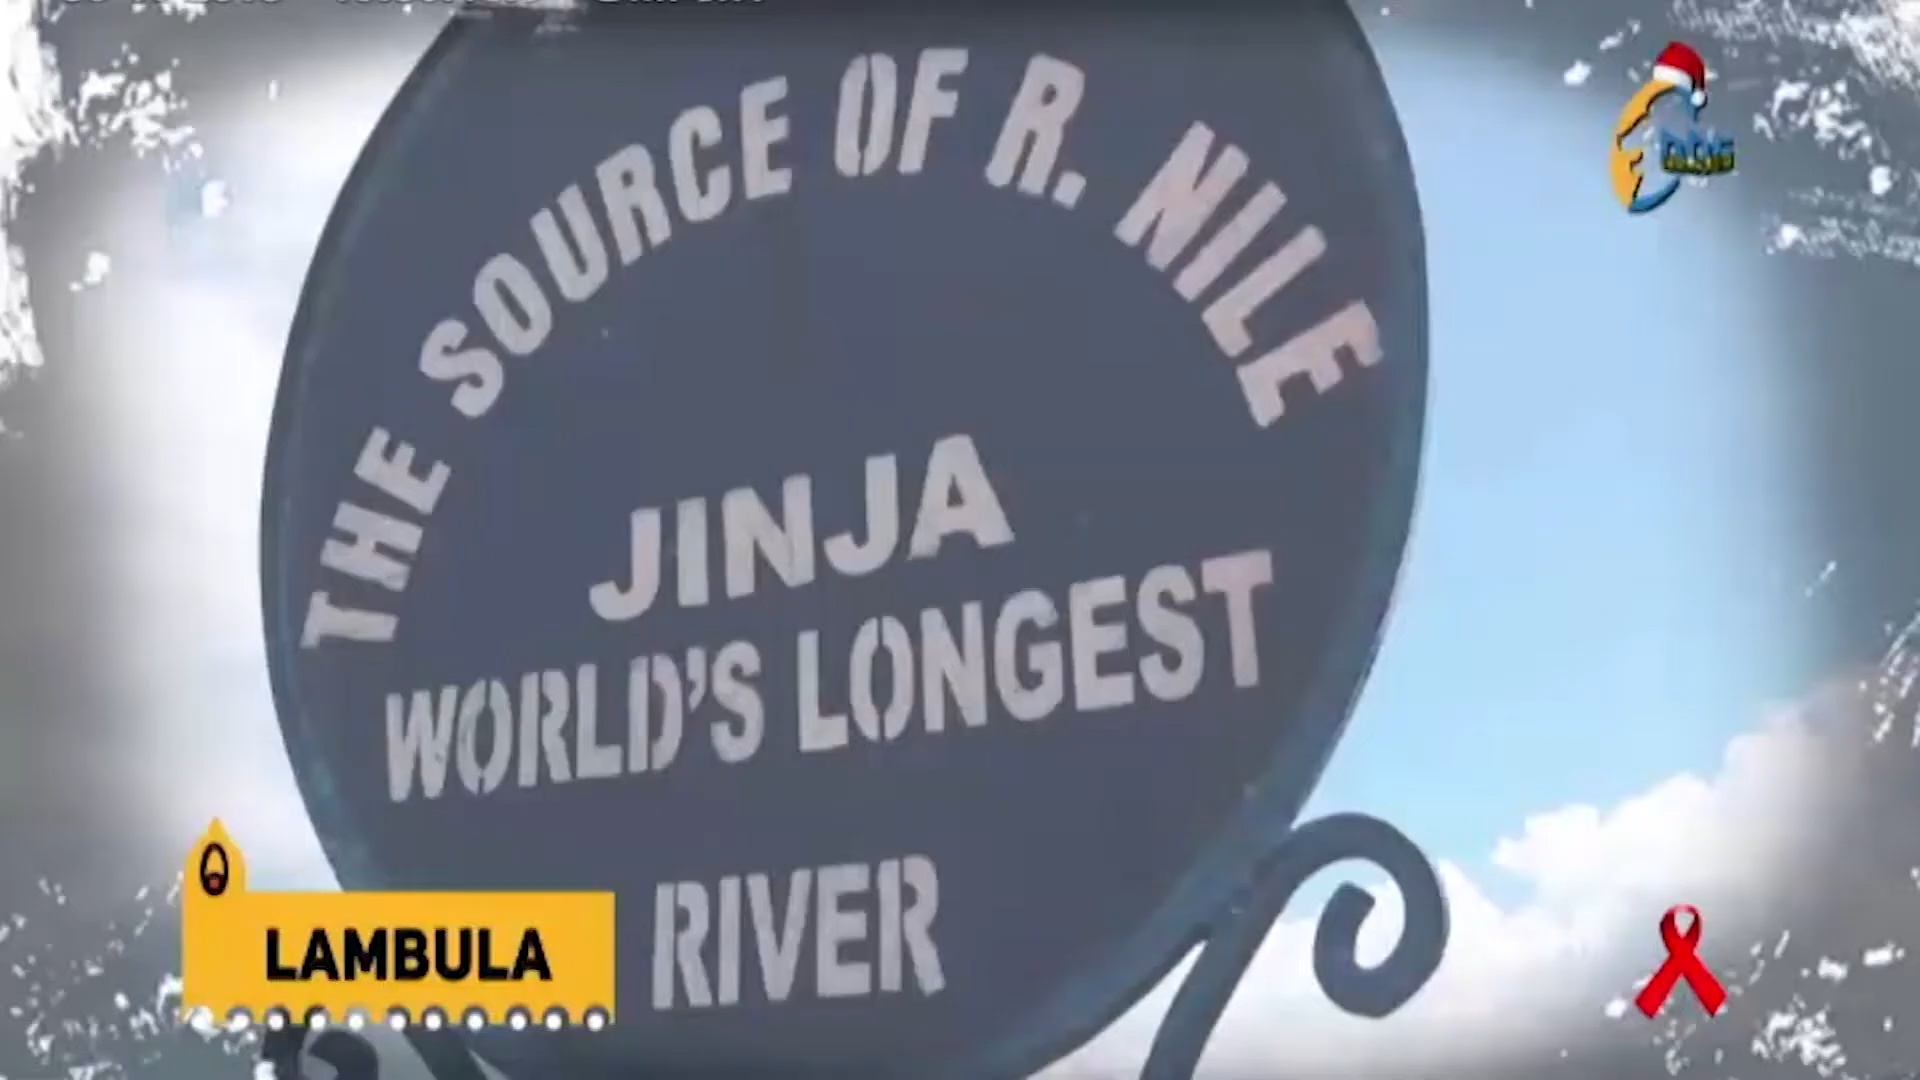 THE SOURCE OF R. NILE
JINJA
WORLD'S LONGEST
RIVER
LAMBULA